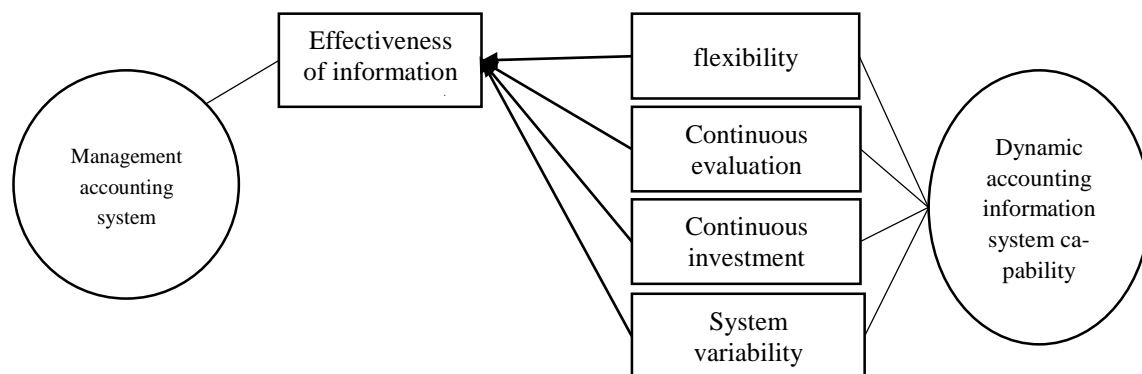 Management
accounting
system
Effectiveness
of information
flexibility
Continuous
evaluation
Continuous
investment
System
variability
Dynamic
accounting
information
system ca-
pability